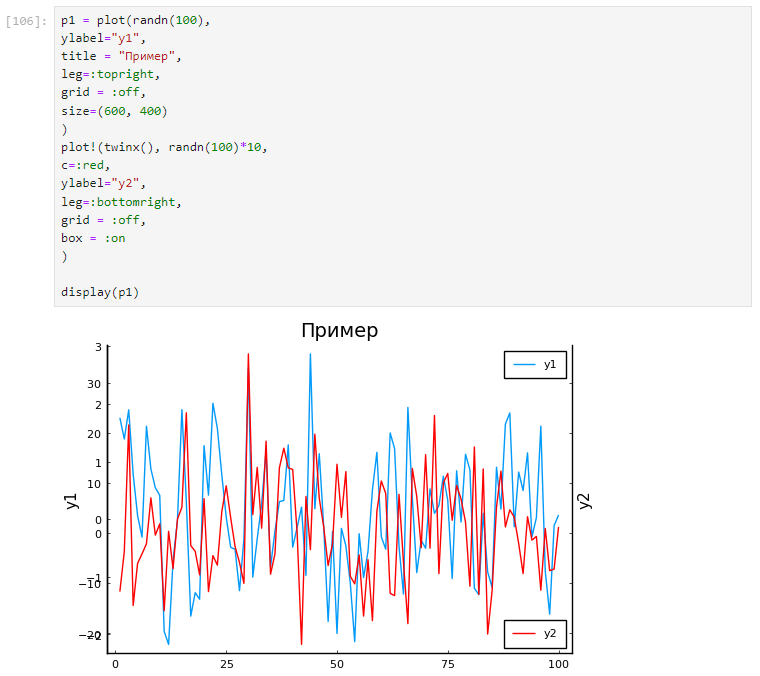 [106]:
p1 = plot(randn(100),
ylabel="y1",
title = "Пример",
leg=:topright,
grid = :off,
size=(600, 400)
)
plot!(twinx(), randn(100)*10,
c=:red,
ylabel="y2",
leg=:bottomright,
grid = :off,
box = :on
)
display(p1)
Пример
3
30
2
20
1
10
0
0
−1
−10
−20
−2
y1
y1
y2
y2
0 25 50 75 100